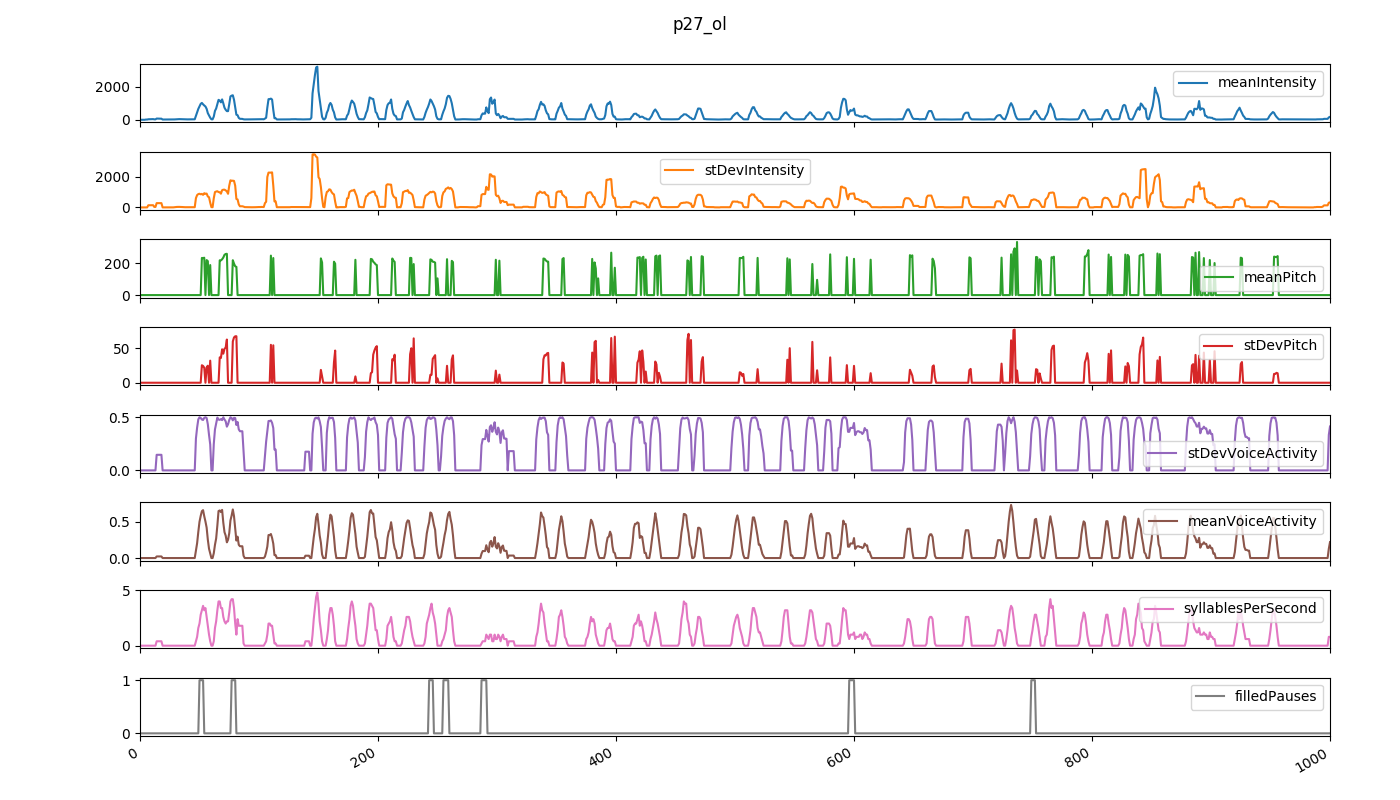 p27_ol
meanIntensity
2000
0
stDevIntensity
2000
0
meanPitch
200
0
stDevPitch
50
0
0.5
stDevVoiceActivity
0.0
meanVoiceActivity
0.5
0.0
5
syllablesPerSecond
0
1
filledPauses
0
0 200 400 600 800 1000